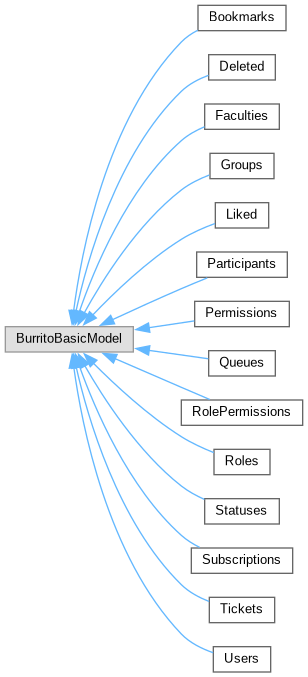 Bookmarks
Deleted
Faculties
Groups
Liked
Participants
Permissions
BurritoBasicModel
Queues
RolePermissions
Roles
Statuses
Subscriptions
Tickets
Users